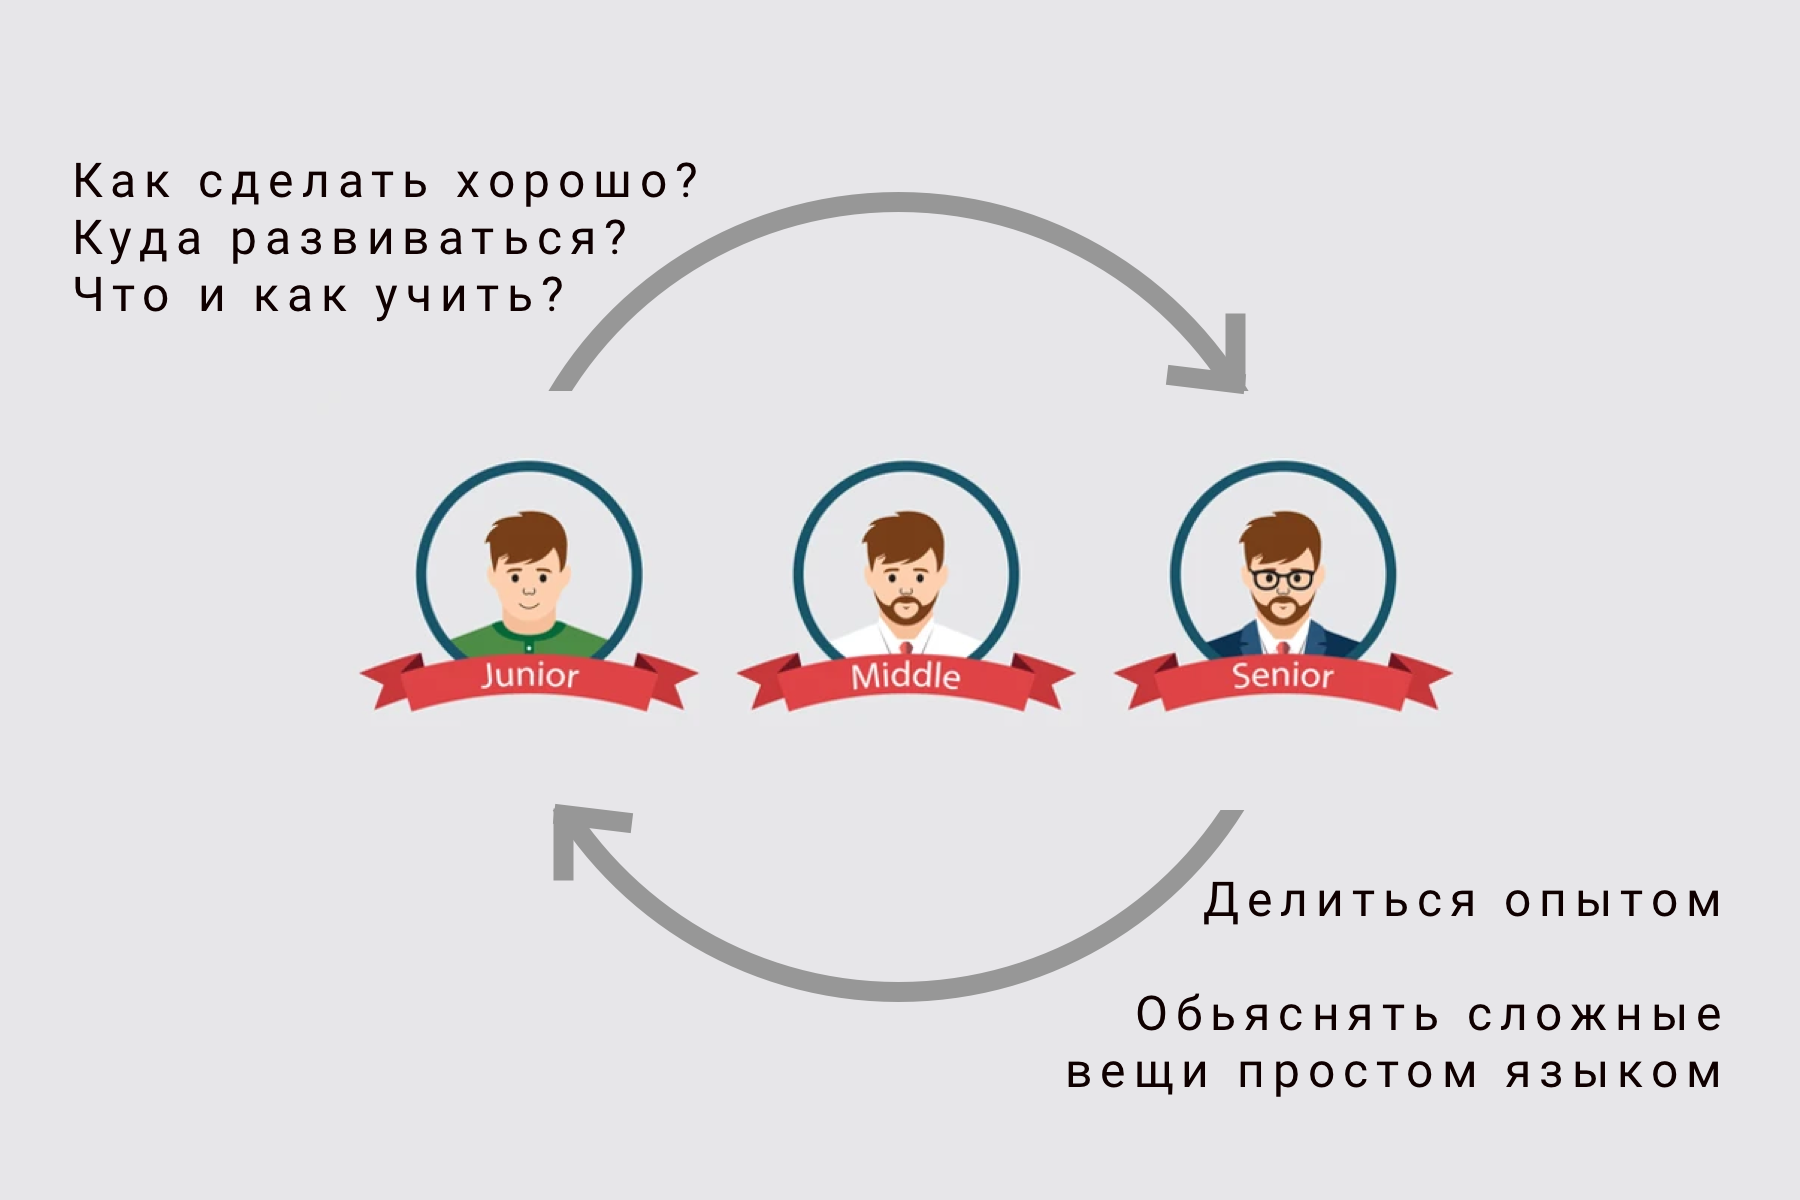 Как сделать хорошо?
Куда развиваться?
Что и как учить?
Junior
Middle
Senior
Делиться опытом
Обьяснять сложные
вещи простом языком